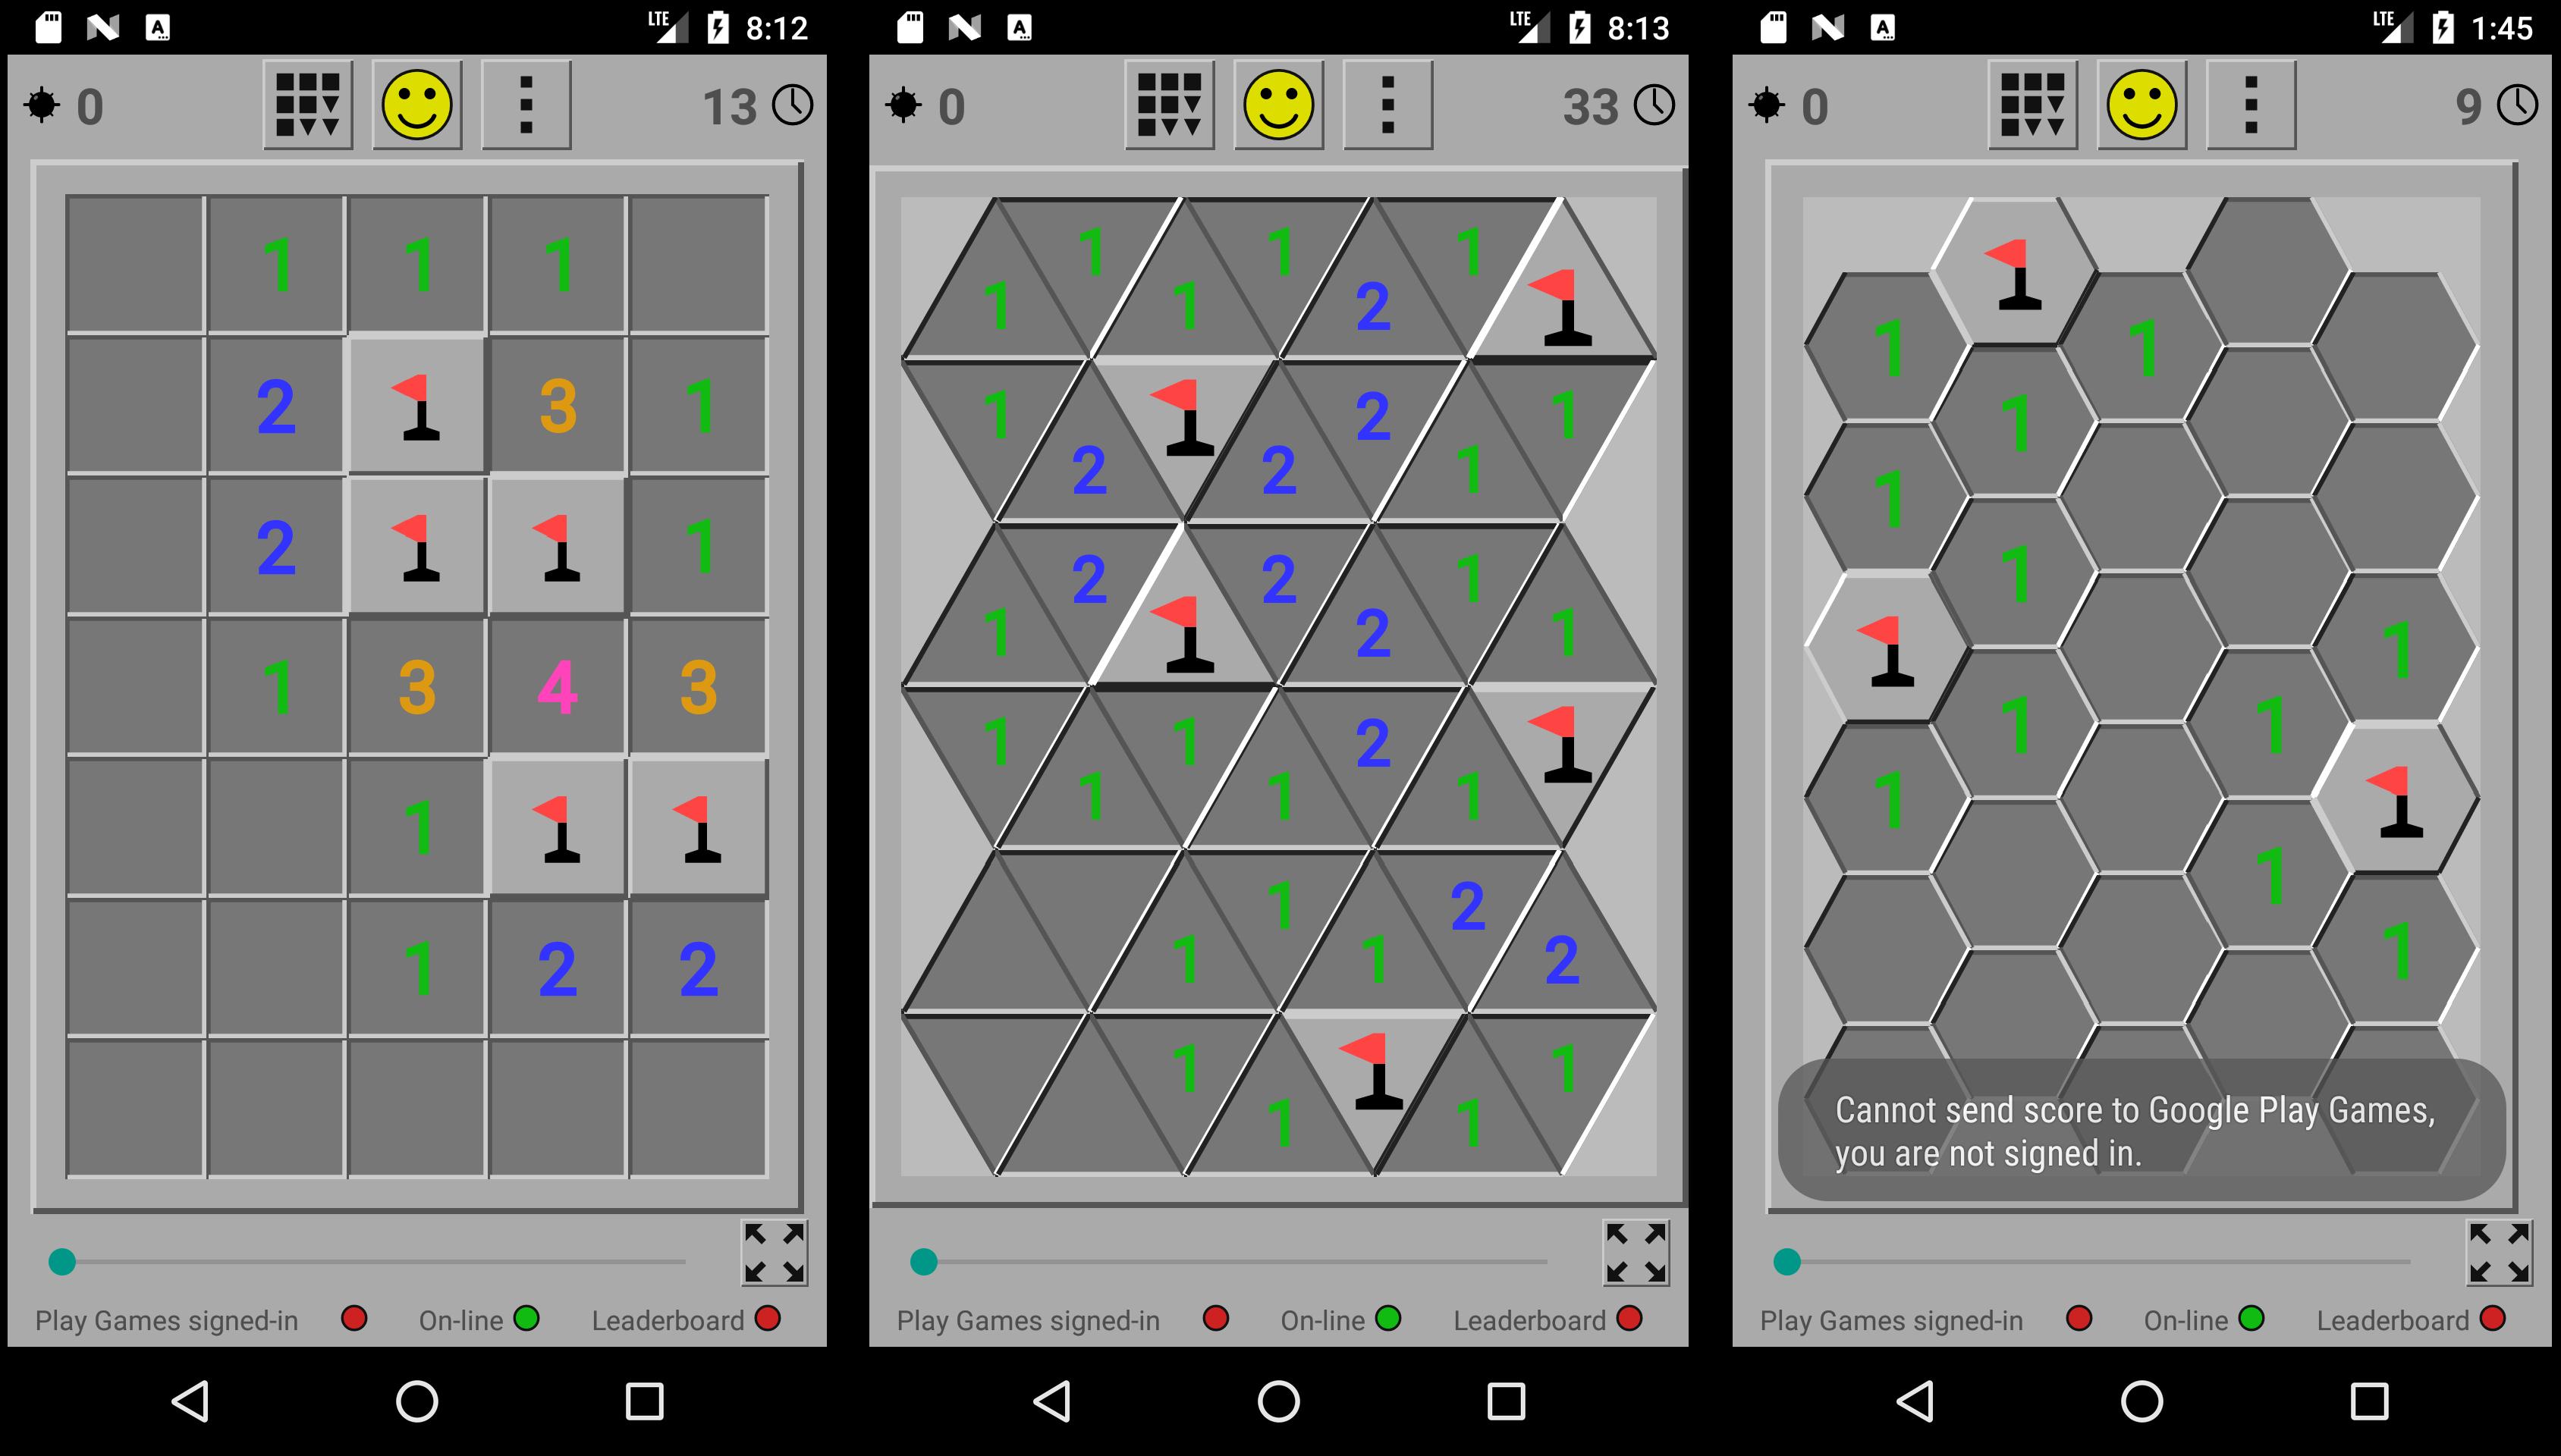 LTE 8:12
0 13
1 1 1
2 3 1
2 1
1 3 4 3
1
1 2 2
Play Games signed-in On-line Leaderboard
LTE 8:13
0 33
1 1 1 1 2 1
1 2 2 2 1 1
1 2 2 2 1 1
1 1 1 1 2 1
1 1 1 2 2
1 1 1 1
Play Games signed-in On-line Leaderboard
LTE 1:45
0 9
1 1
1
1
1
1
1 1
1
1
1
Cannot send score to Google Play Games,
you are not signed in.
Play Games signed-in On-line Leaderboard